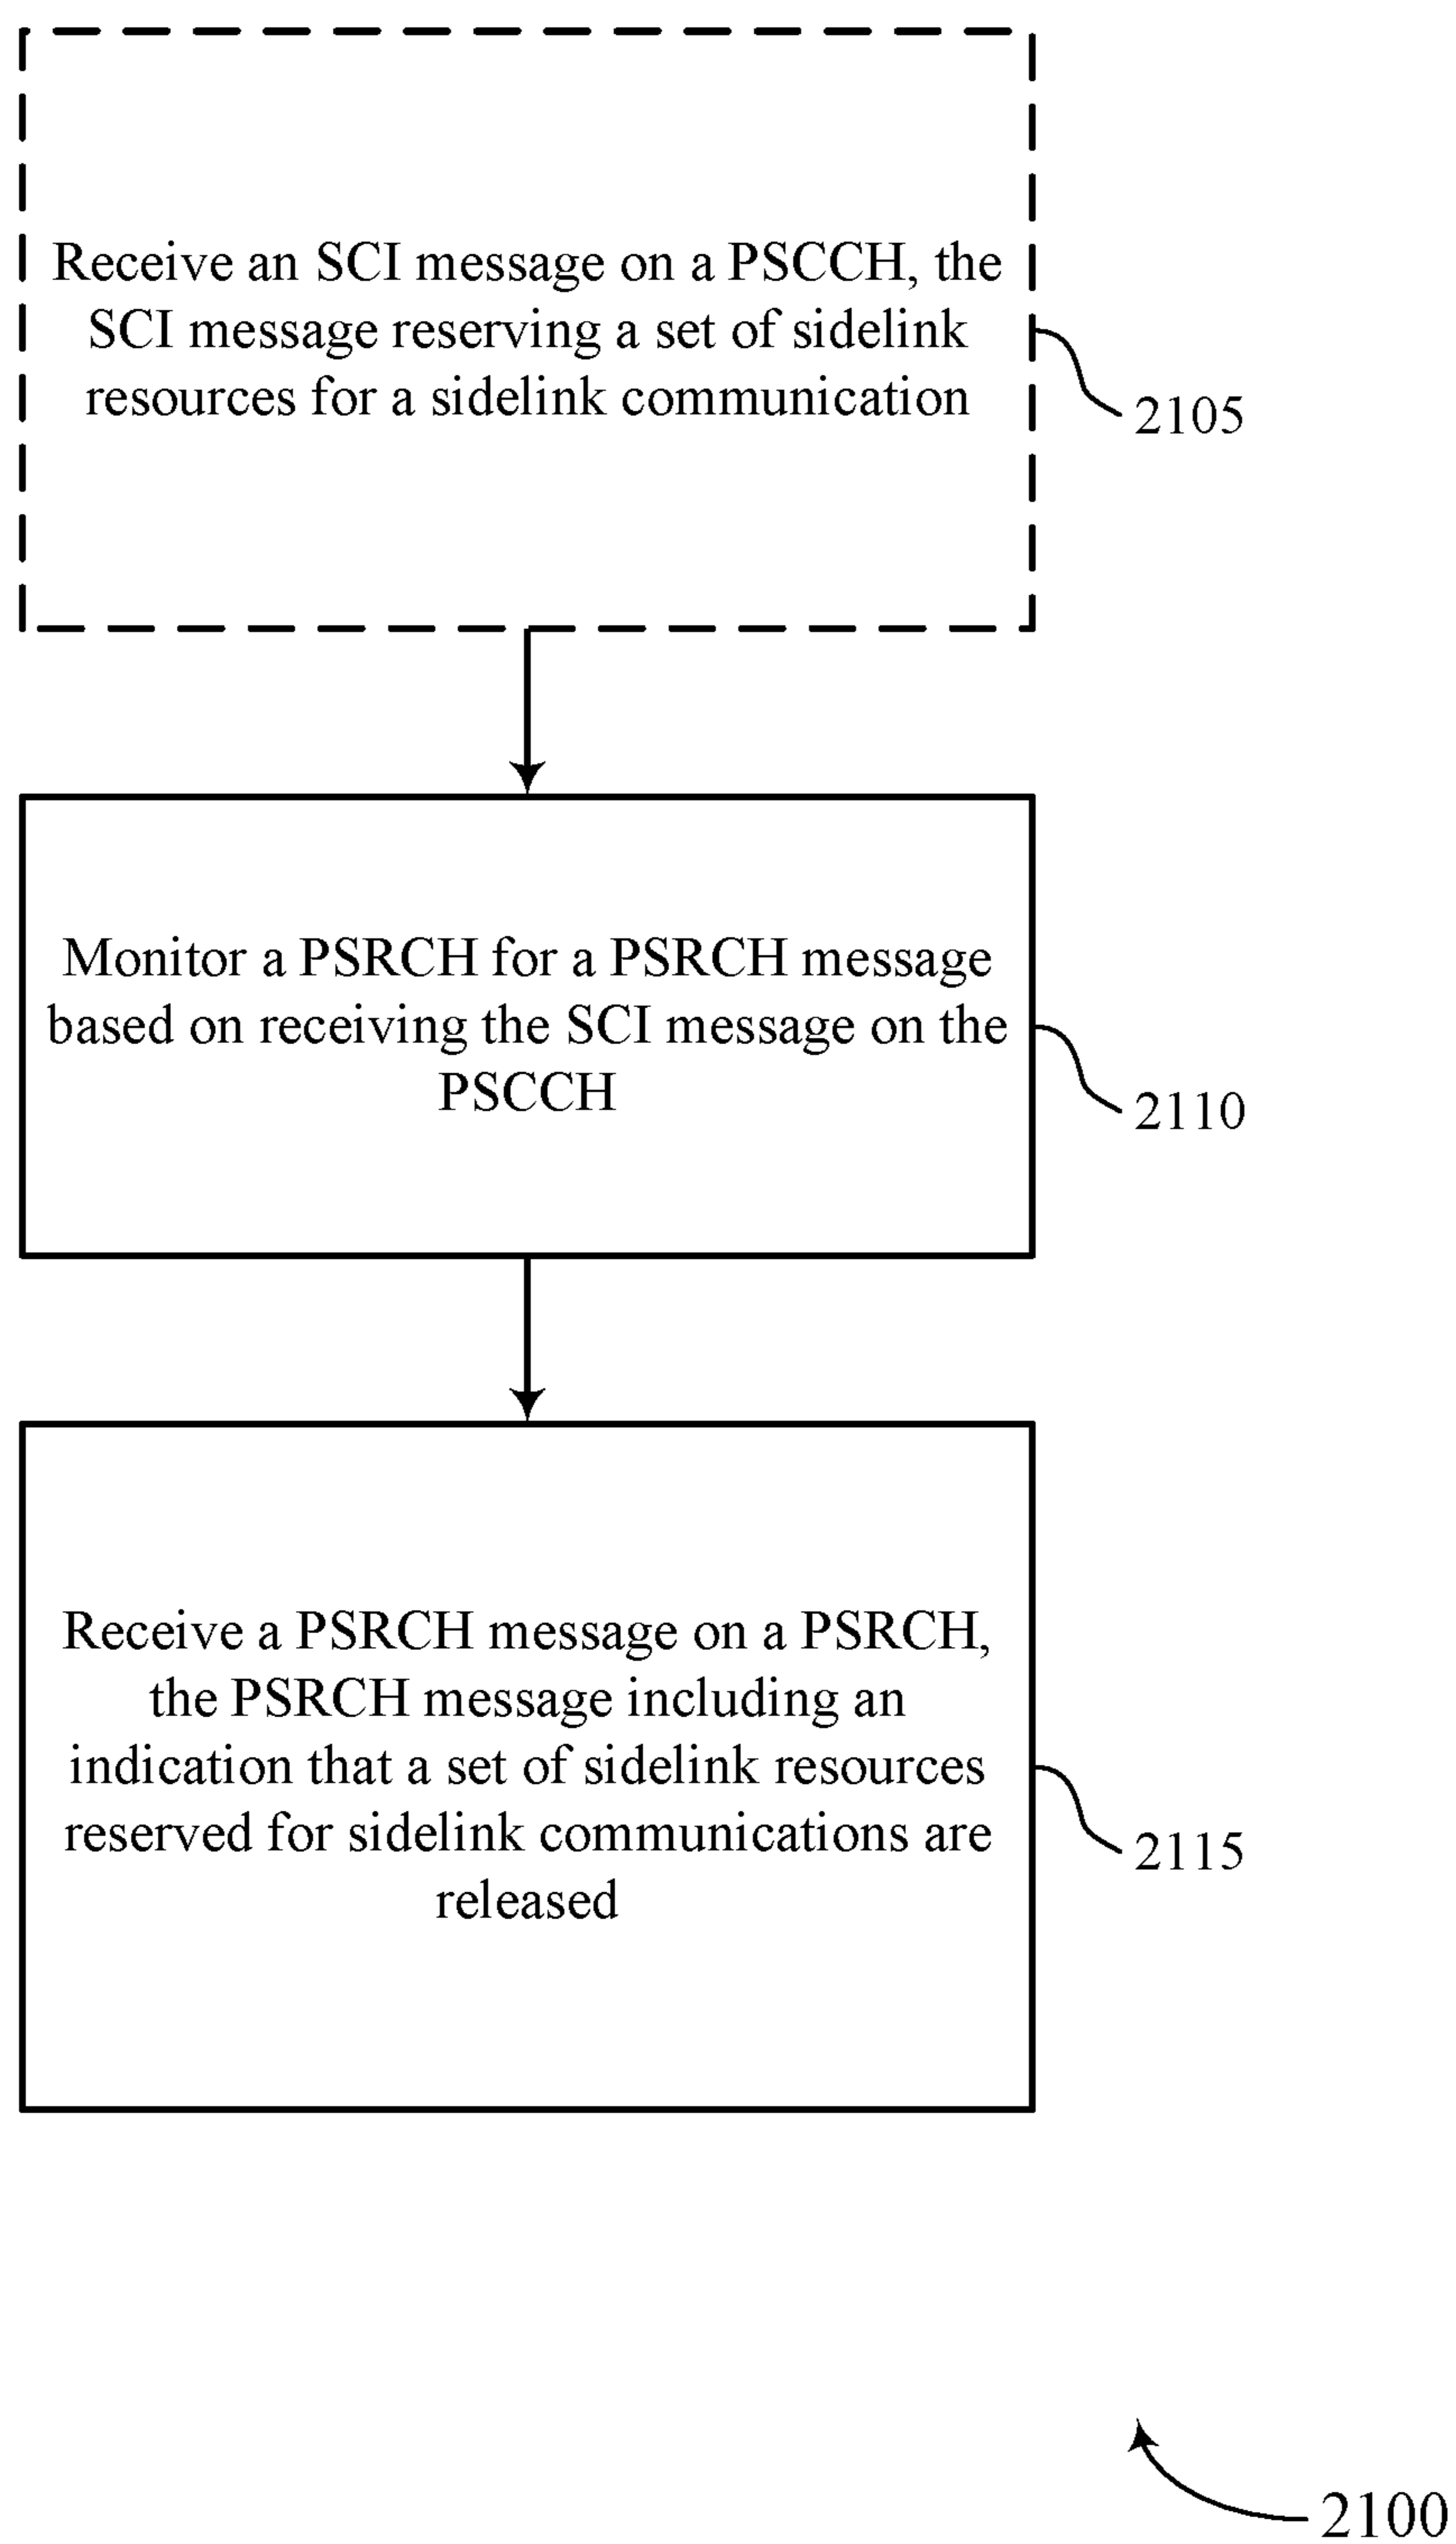 Receive an SCI message on a PSCCH, the
SCI message reserving a set of sidelink
resources for a sidelink communication
2105
Monitor a PSRCH for a PSRCH message
based on receiving the SCI message on the
PSCCH
2110
Receive a PSRCH message on a PSRCH,
the PSRCH message including an
indication that a set of sidelink resources
reserved for sidelink communications are
released
2115
2100